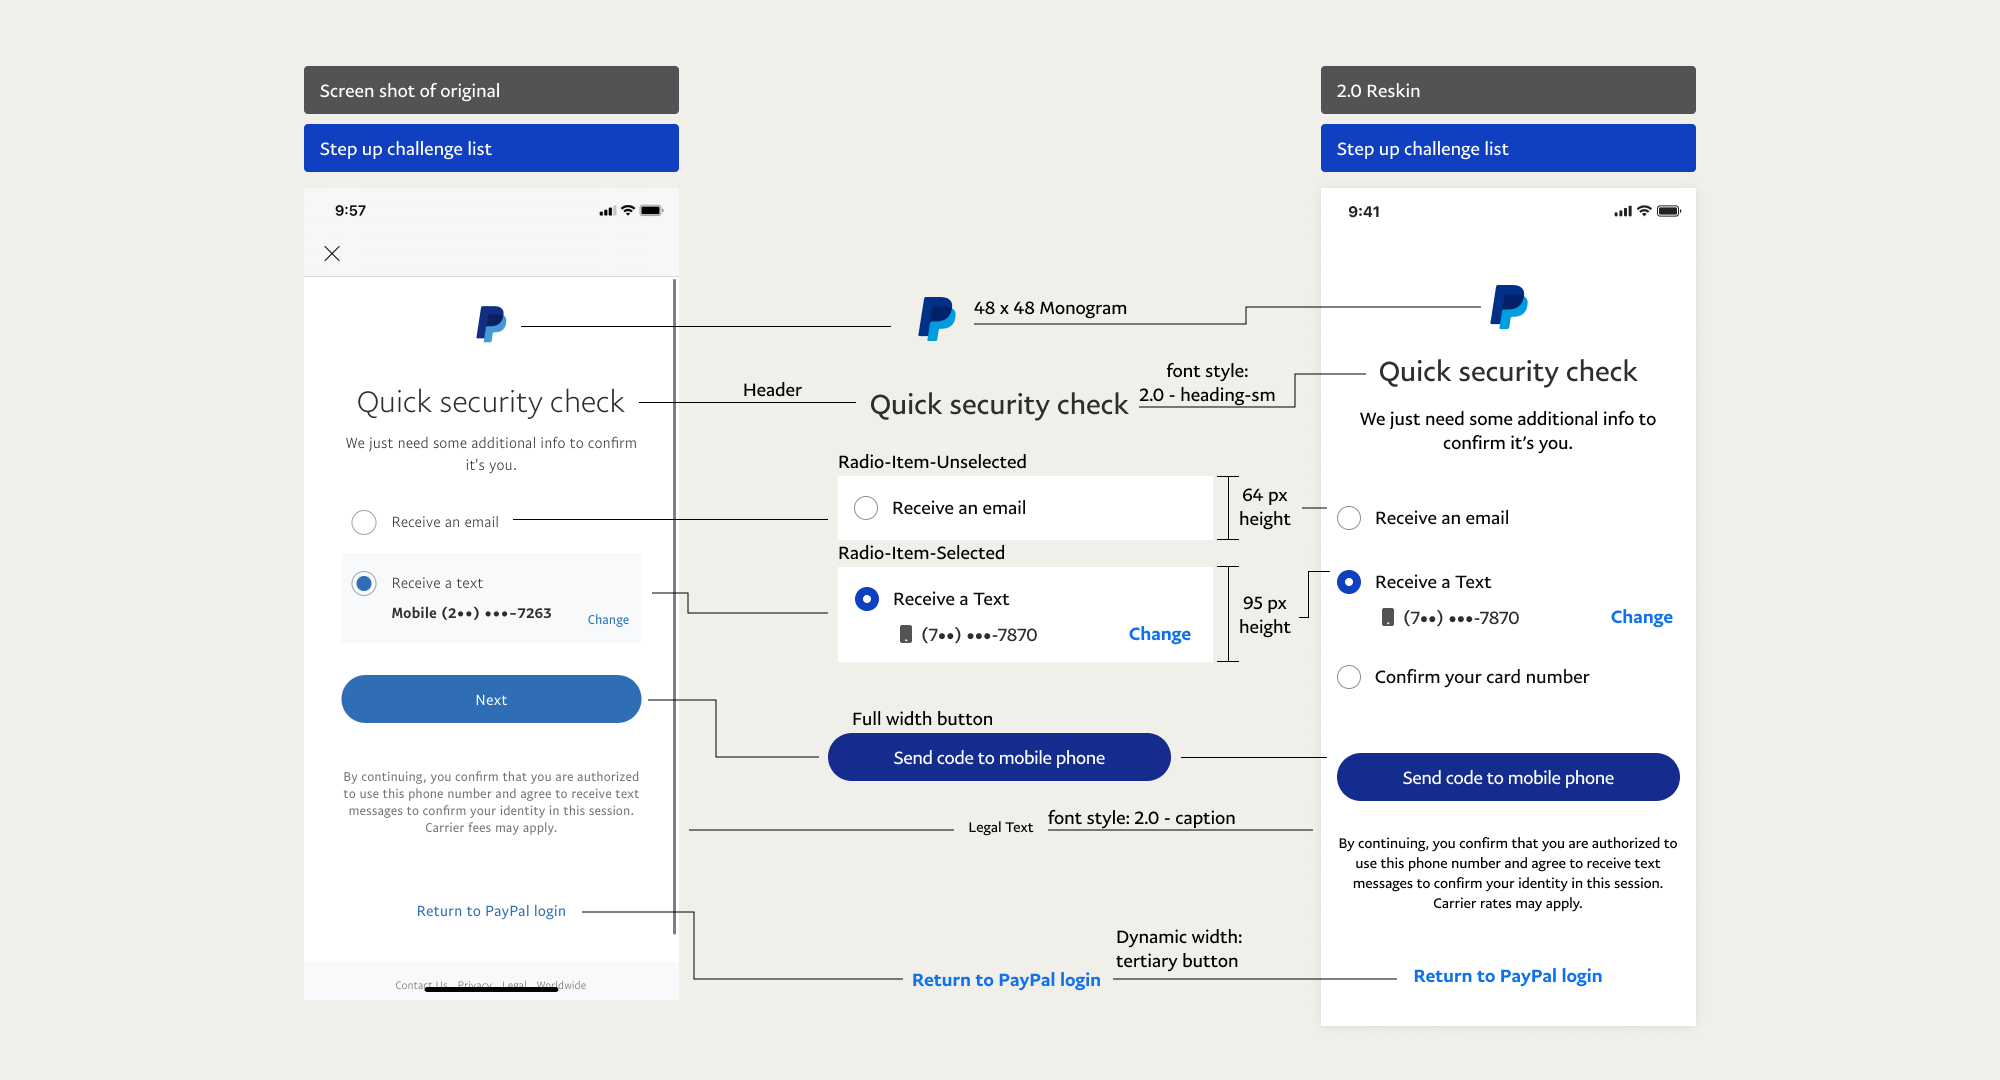 Screen shot of original
Step up challenge list
9:57
Quick security check
We just need some additional info to confirm
it's you.
Receive an email
Receive a text
Mobile (2••) •••-7263
Change
Next
By continuing, you confirm that you are authorized
to use this phone number and agree to receive text
messages to confirm your identity in this session.
Carrier fees may apply.
Return to PayPal login
Contact Us Privacy Legal Worldwide
48 x 48 Monogram
Header
Quick security check
font style:
2.0 - heading-sm
Radio-Item-Unselected
Receive an email
64 px
height
Radio-Item-Selected
Receive a Text
(7••) •••-7870
Change
95 px
height
Full width button
Send code to mobile phone
Legal Text
font style: 2.0 - caption
Dynamic width:
tertiary button
Return to PayPal login
2.0 Reskin
Step up challenge list
9:41
Quick security check
We just need some additional info to
confirm it’s you.
Receive an email
Receive a Text
(7••) •••-7870
Change
Confirm your card number
Send code to mobile phone
By continuing, you confirm that you are authorized to
use this phone number and agree to receive text
messages to confirm your identity in this session.
Carrier rates may apply.
Return to PayPal login